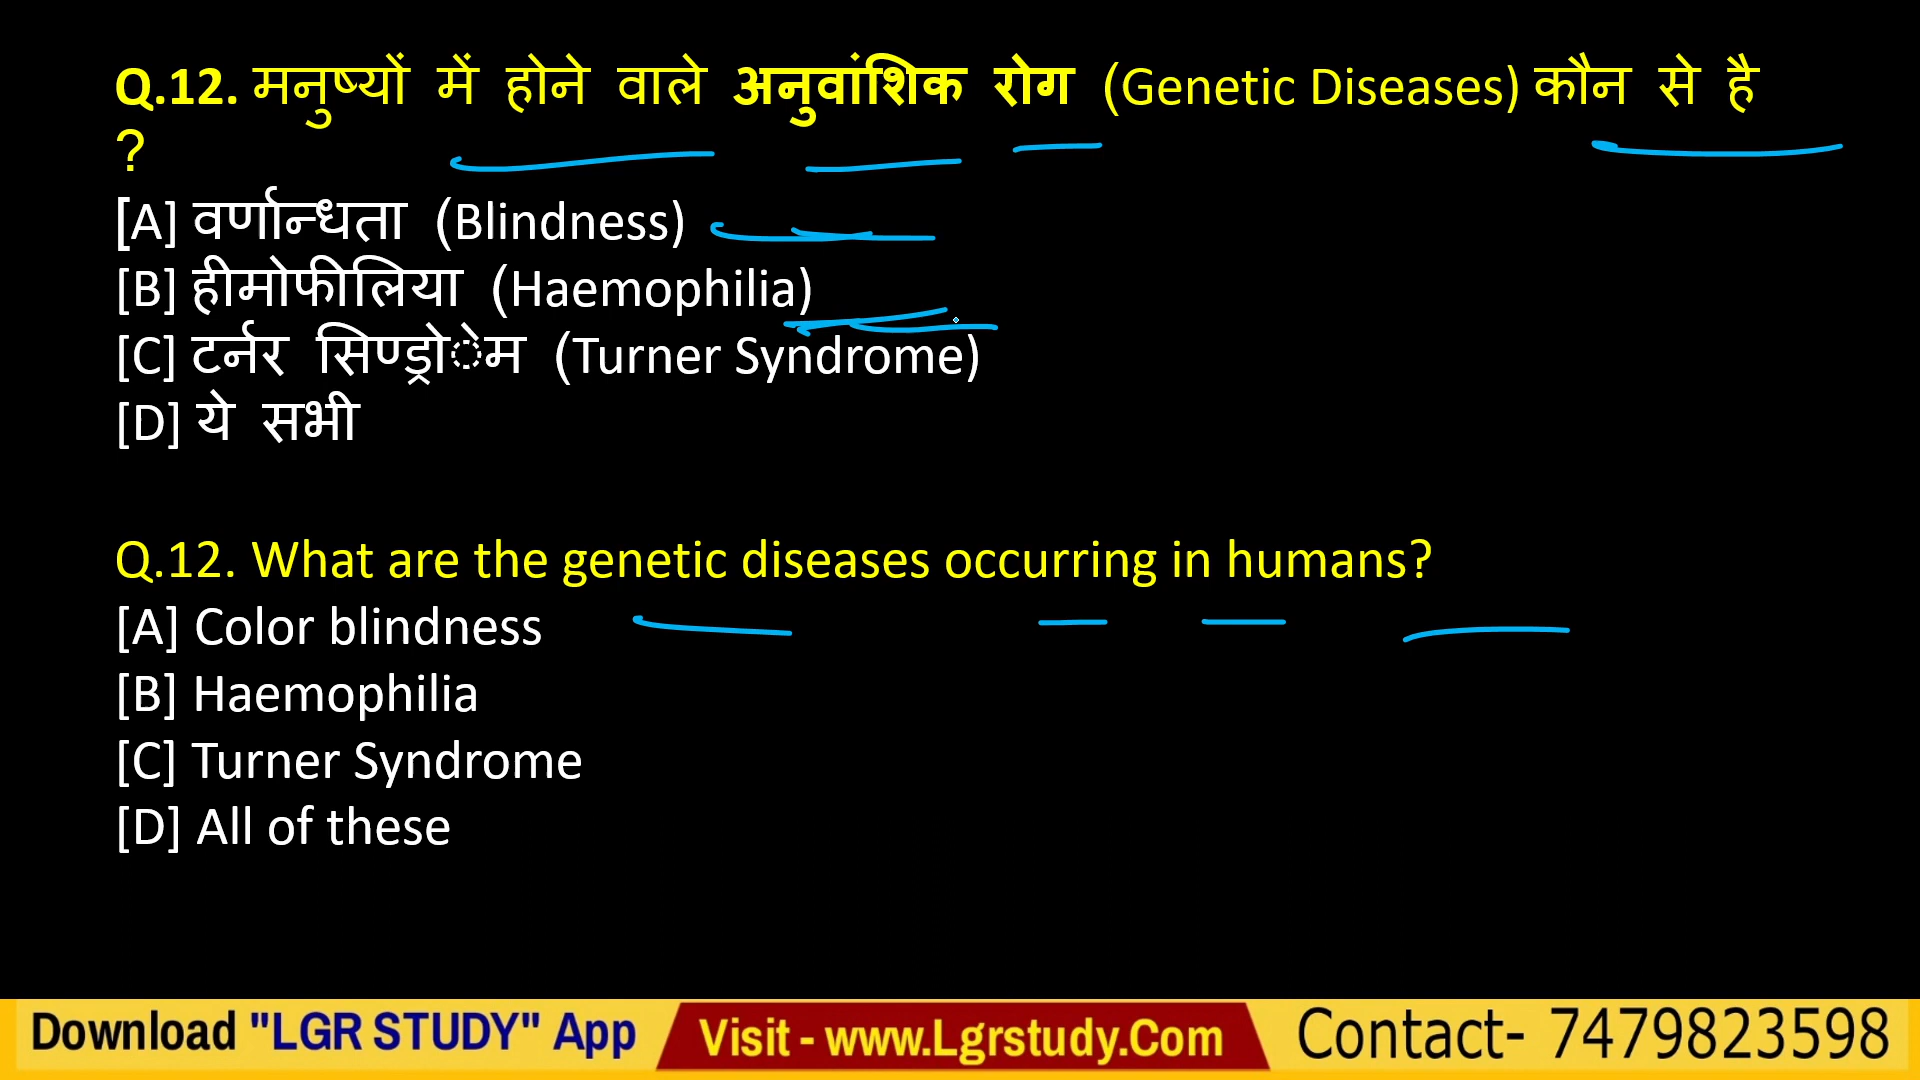 Q.12. मनुष्यों में होने वाले अनुवांशिक रोग (Genetic Diseases) कौन से है
?
[A] वर्णान्धता (Blindness)
[B] हीमोफीलिया (Haemophilia)
[C] टर्नर सिण्ड्रोेम (Turner Syndrome)
[D] ये सभी
Q.12. What are the genetic diseases occurring in humans?
[A] Color blindness
[B] Haemophilia
[C] Turner Syndrome
[D] All of these
Download "LGR STUDY" App Visit - www.Lgrstudy.Com Contact- 7479823598